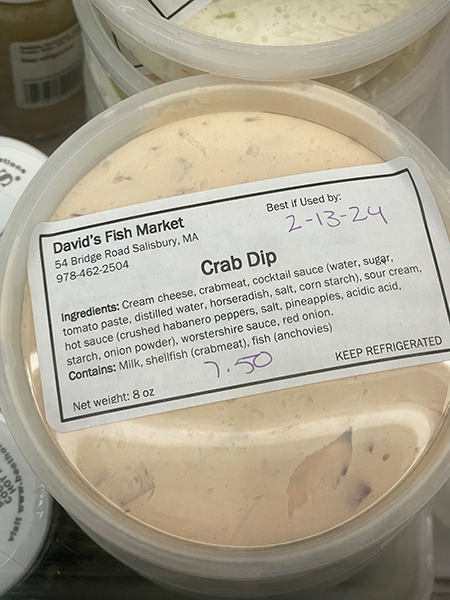 David's Fish Market
54 Bridge Road Salisbury, MA
978-462-2504
Best if Used by:
2-13-24
Crab Dip
Ingredients: Cream cheese, crabmeat, cocktail sauce (water, sugar,
tomato paste, distilled water, horseradish, salt, corn starch), sour cream,
hot sauce (crushed habanero peppers, salt, pineapples, acidic acid,
starch, onion powder), worstershire sauce, red onion.
Contains: Milk, shellfish (crabmeat), fish (anchovies)
7.50
Net weight: 8 oz
KEEP REFRIGERATED